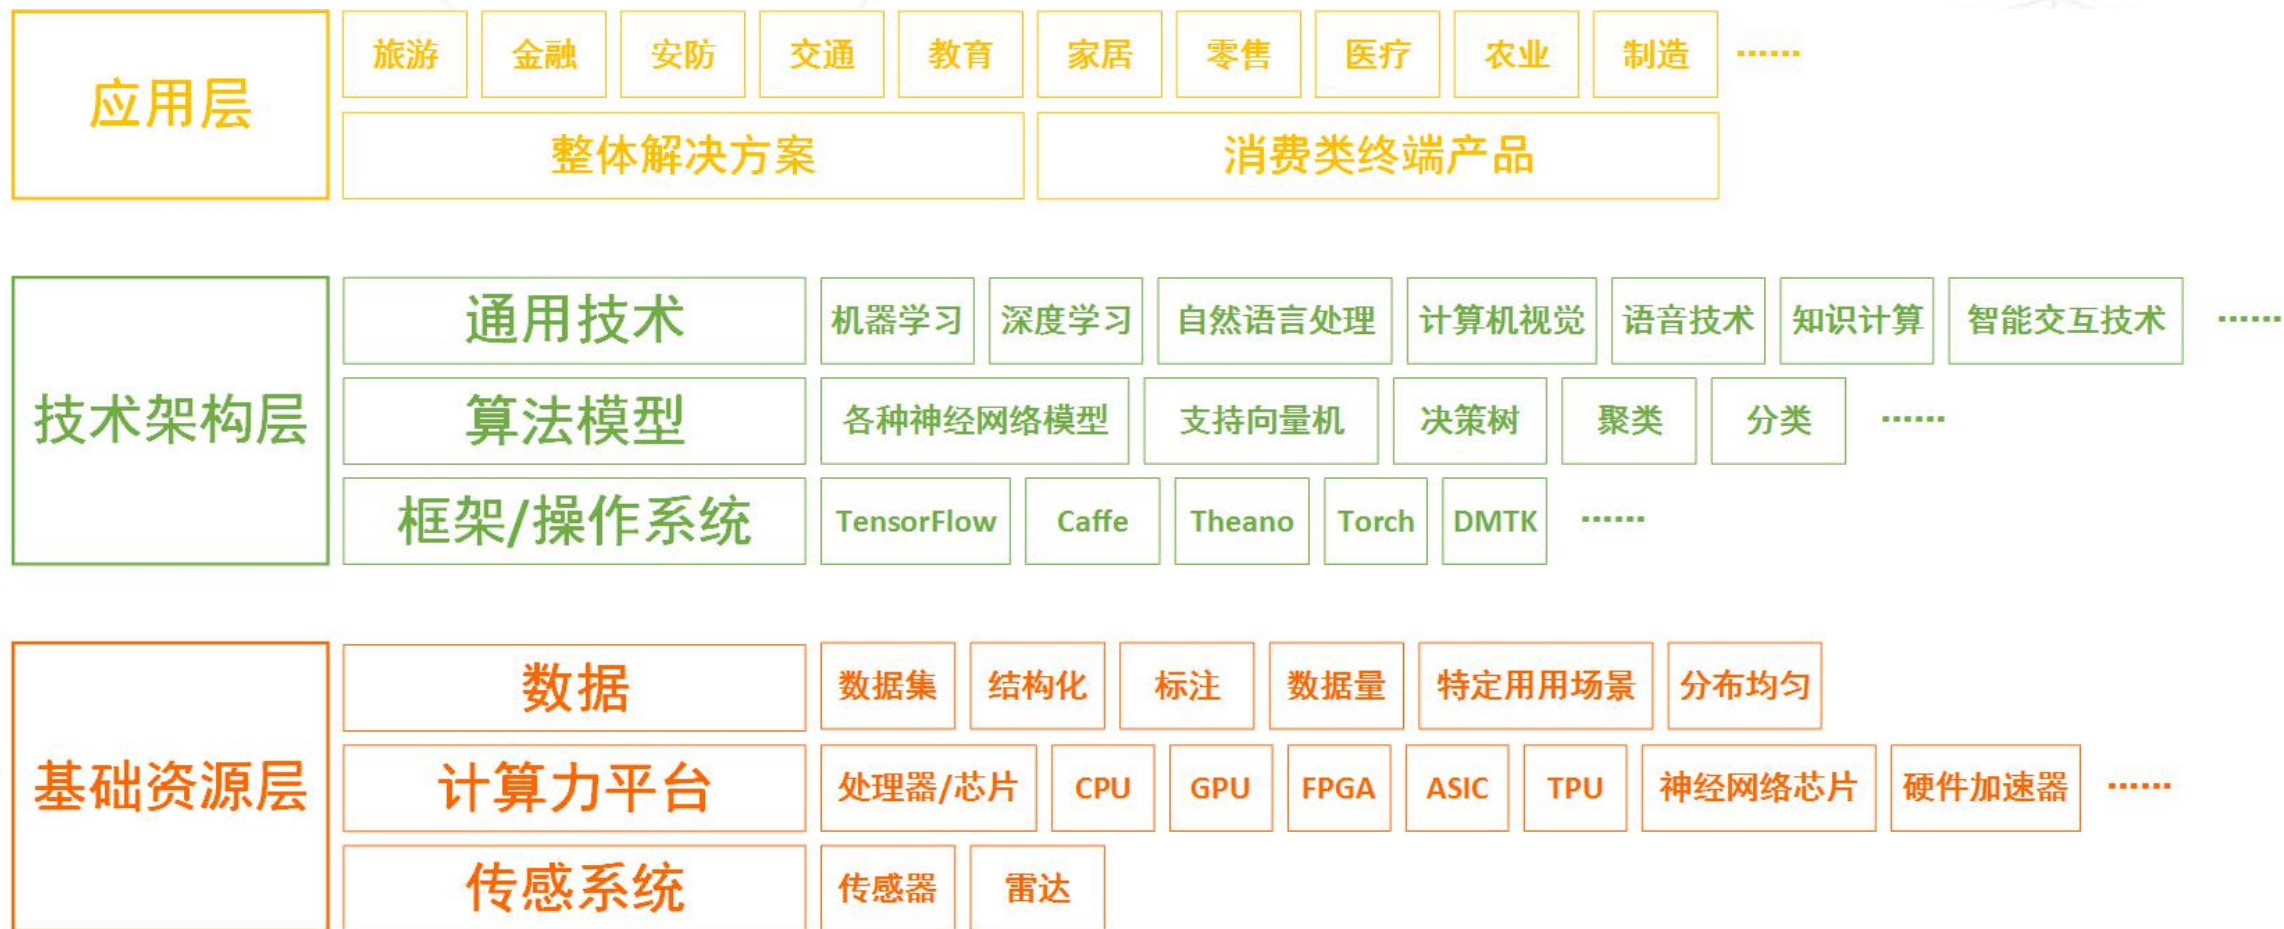 应用层
旅游 金融 安防 交通 教育 家居 零售 医疗 农业 制造 ……
整体解决方案 消费类终端产品
技术架构层
通用技术 机器学习 深度学习 自然语言处理 计算机视觉 语音技术 知识计算 智能交互技术 ……
算法模型 各种神经网络模型 支持向量机 决策树 聚类 分类 ……
框架/操作系统 TensorFlow Caffe Theano Torch DMTK ……
基础资源层
数据 数据集 结构化 标注 数据量 特定用用场景 分布均匀
计算力平台 处理器/芯片 CPU GPU FPGA ASIC TPU 神经网络芯片 硬件加速器 ……
传感系统 传感器 雷达